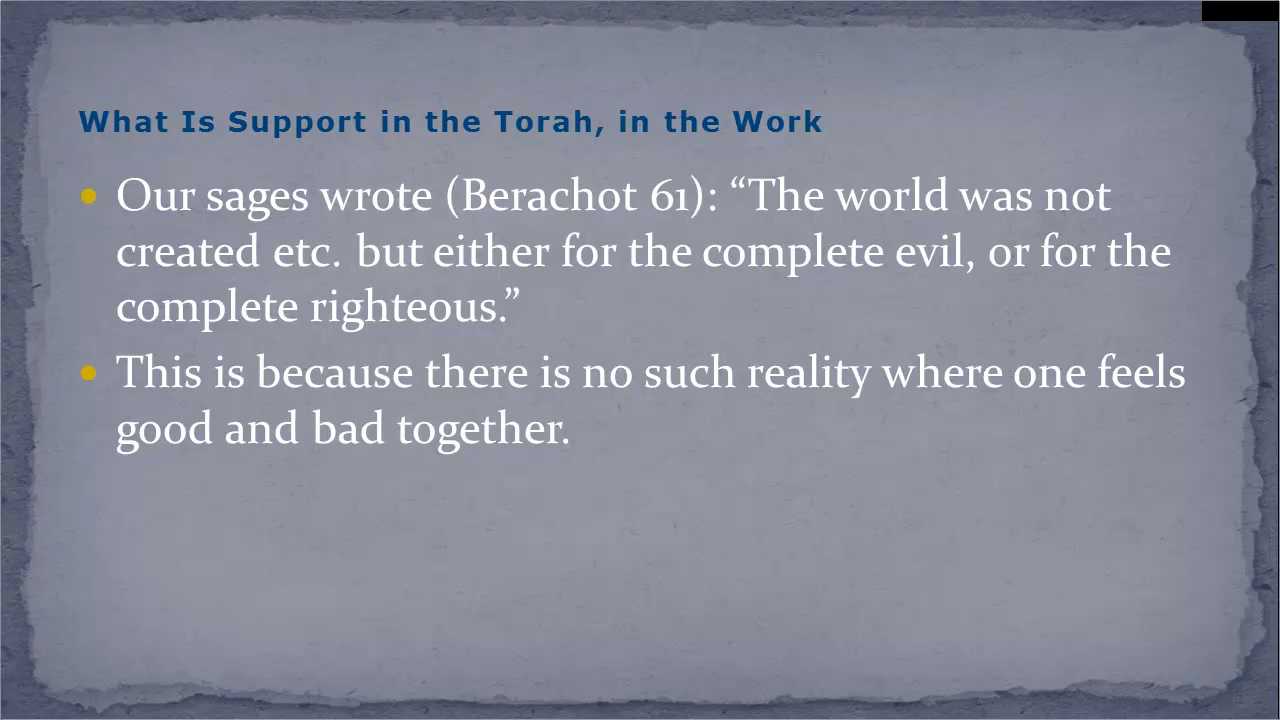 What Is Support in the Torah, in the Work
• Our sages wrote (Berachot 61): “The world was not
created etc. but either for the complete evil, or for the
complete righteous.”
• This is because there is no such reality where one feels
good and bad together.